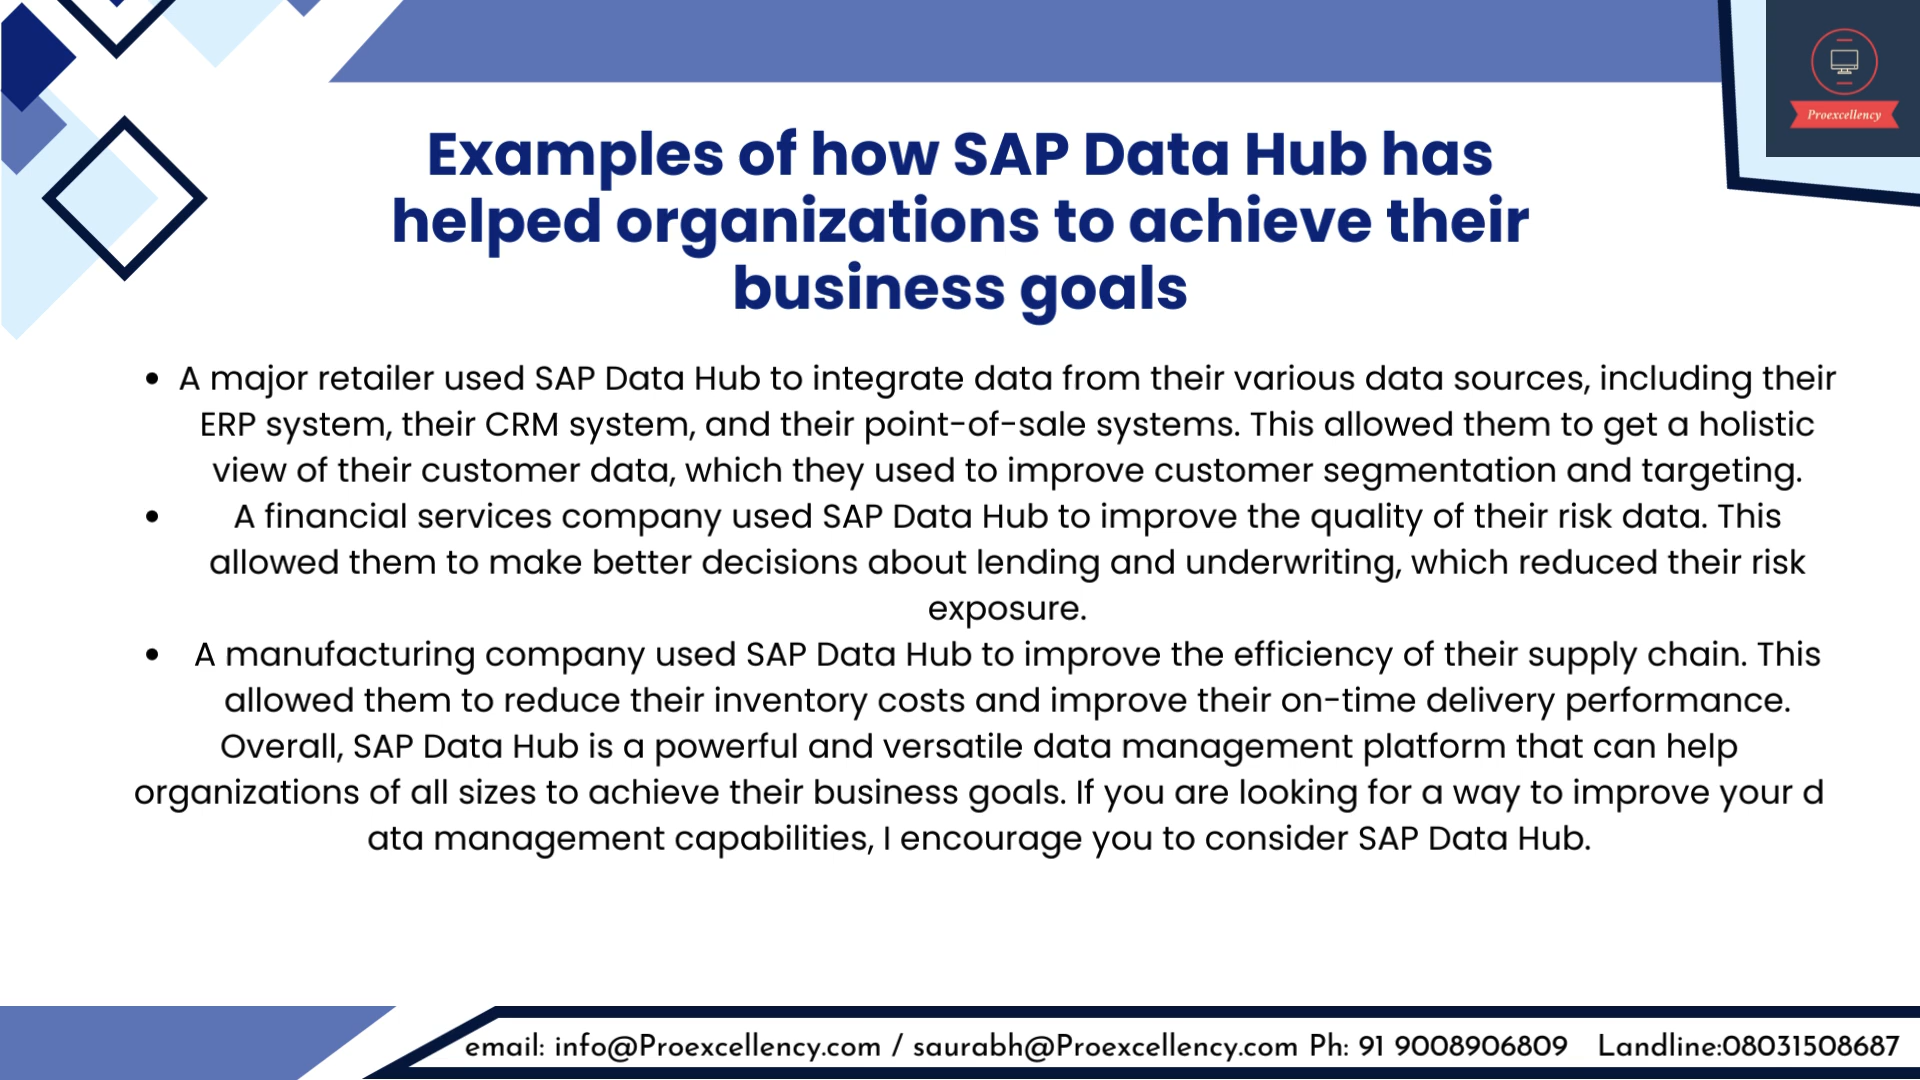 Proexcellency
Examples of how SAP Data Hub has
helped organizations to achieve their
business goals
• A major retailer used SAP Data Hub to integrate data from their various data sources, including their
ERP system, their CRM system, and their point-of-sale systems. This allowed them to get a holistic
view of their customer data, which they used to improve customer segmentation and targeting.
• A financial services company used SAP Data Hub to improve the quality of their risk data. This
allowed them to make better decisions about lending and underwriting, which reduced their risk
exposure.
• A manufacturing company used SAP Data Hub to improve the efficiency of their supply chain. This
allowed them to reduce their inventory costs and improve their on-time delivery performance.
Overall, SAP Data Hub is a powerful and versatile data management platform that can help
organizations of all sizes to achieve their business goals. If you are looking for a way to improve your d
ata management capabilities, I encourage you to consider SAP Data Hub.
email: info@Proexcellency.com / saurabh@Proexcellency.com Ph: 91 9008906809 Landline:08031508687